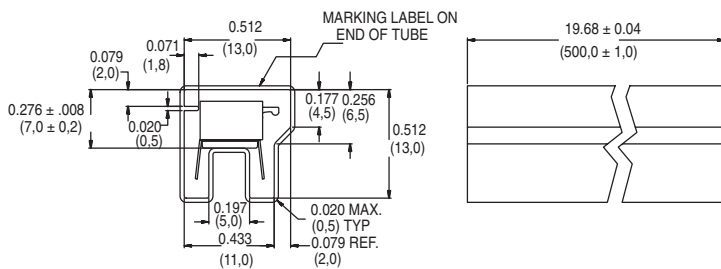 MARKING LABEL ON
END OF TUBE
0.512
(13,0)
19.68 ± 0.04
(500,0 ± 1,0)
0.071
(1,8)
0.079
(2,0)
0.276 ± .008
(7,0 ± 0,2)
0.020
(0,5)
0.177
(4,5)
0.256
(6,5)
0.512
(13,0)
0.197
(5,0)
0.020 MAX.
(0,5) TYP
0.433
(11,0)
0.079 REF.
(2,0)